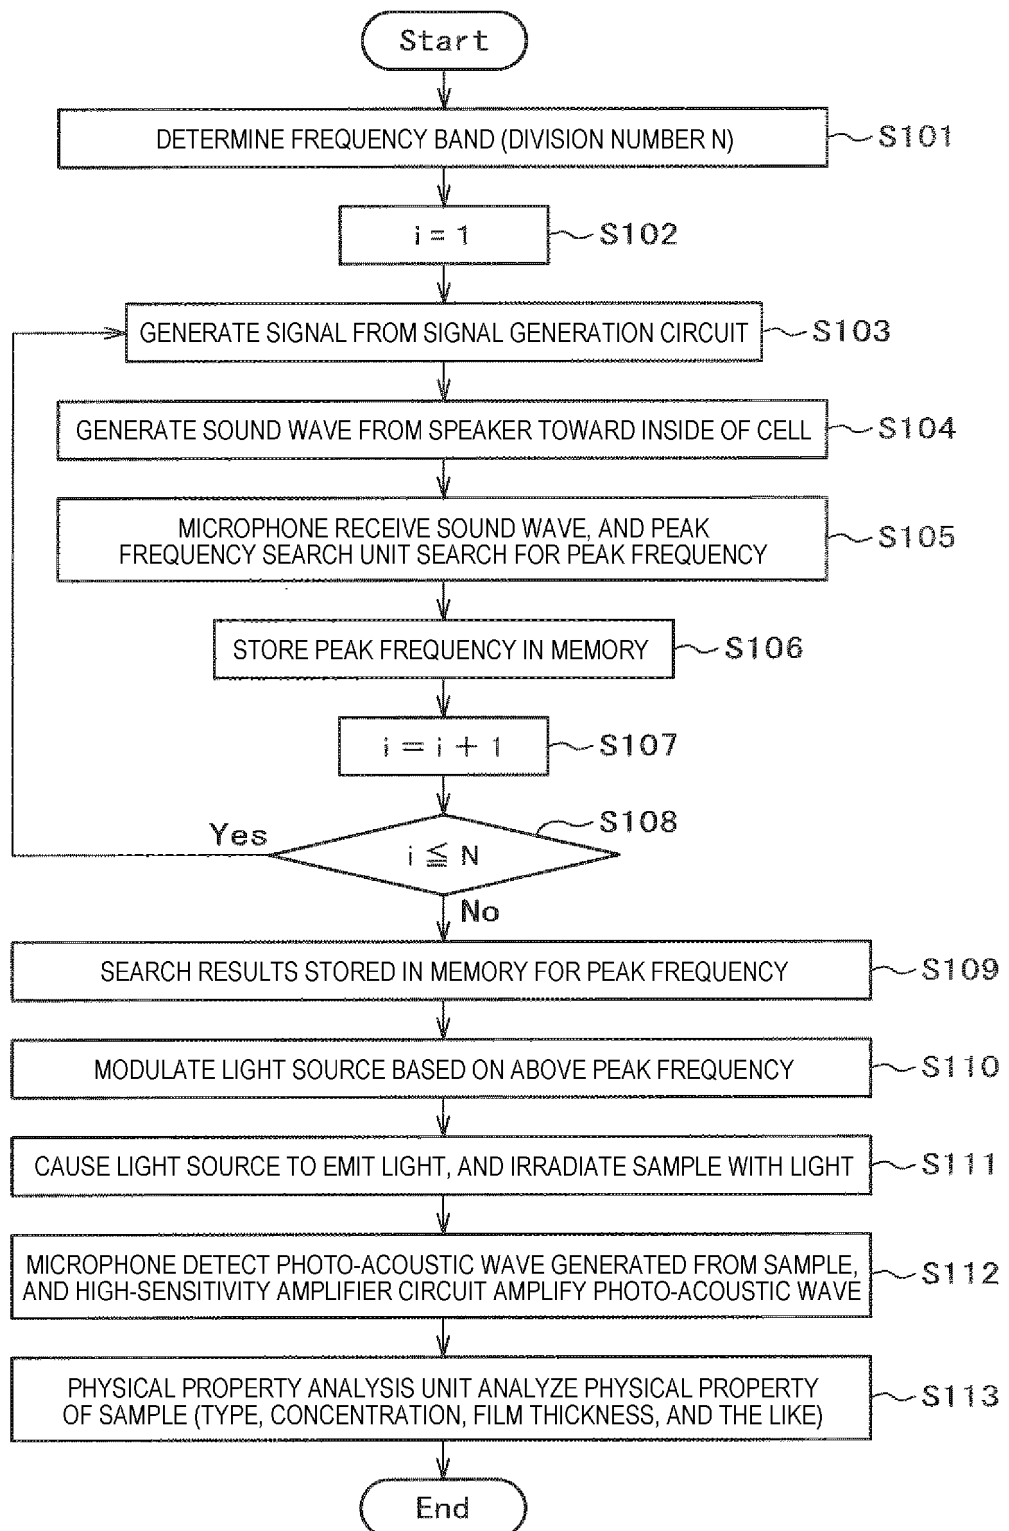 Start
DETERMINE FREQUENCY BAND (DIVISION NUMBER N)
S101
i = 1
S102
GENERATE SIGNAL FROM SIGNAL GENERATION CIRCUIT
S103
GENERATE SOUND WAVE FROM SPEAKER TOWARD INSIDE OF CELL
S104
MICROPHONE RECEIVE SOUND WAVE, AND PEAK
FREQUENCY SEARCH UNIT SEARCH FOR PEAK FREQUENCY
S105
STORE PEAK FREQUENCY IN MEMORY
S106
i = i + 1
S107
S108
Yes
i ≦ N
No
SEARCH RESULTS STORED IN MEMORY FOR PEAK FREQUENCY
S109
MODULATE LIGHT SOURCE BASED ON ABOVE PEAK FREQUENCY
S110
CAUSE LIGHT SOURCE TO EMIT LIGHT, AND IRRADIATE SAMPLE WITH LIGHT
S111
MICROPHONE DETECT PHOTO-ACOUSTIC WAVE GENERATED FROM SAMPLE,
AND HIGH-SENSITIVITY AMPLIFIER CIRCUIT AMPLIFY PHOTO-ACOUSTIC WAVE
S112
PHYSICAL PROPERTY ANALYSIS UNIT ANALYZE PHYSICAL PROPERTY
OF SAMPLE (TYPE, CONCENTRATION, FILM THICKNESS, AND THE LIKE)
S113
End